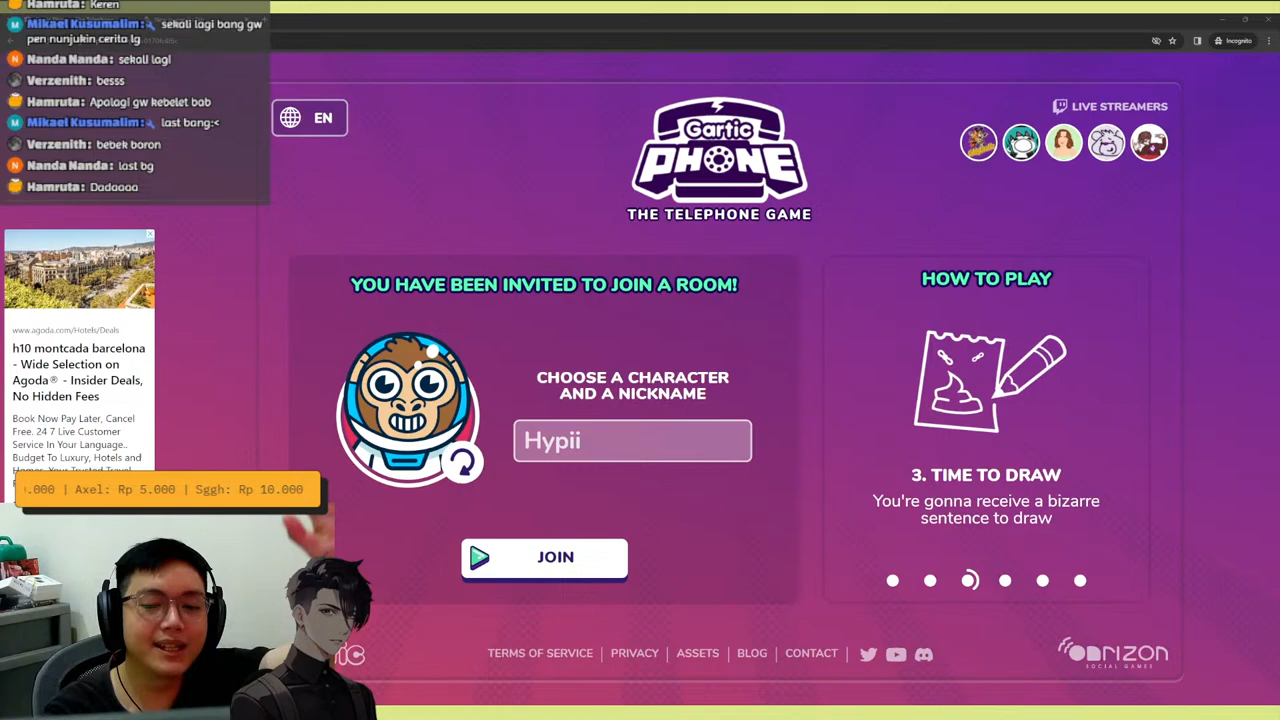 Hamruta: Keren
Mikael Kusumalim: sekali lagi bang gw
pen nunjukin cerita lg
Nanda Nanda: sekali lagi
Verzenith: besss
Hamruta: Apalagi gw kebelet bab
Mikael Kusumalim: last bang:<
Verzenith: bebek boron
Nanda Nanda: last bg
Hamruta: Dadaaaa
Incognito
EN
Gartic
PHONE
THE TELEPHONE GAME
LIVE STREAMERS
YOU HAVE BEEN INVITED TO JOIN A ROOM!
CHOOSE A CHARACTER
AND A NICKNAME
Hypii
JOIN
HOW TO PLAY
3. TIME TO DRAW
You're gonna receive a bizarre
sentence to draw
www.agoda.com/Hotels/Deals
h10 montcada barcelona
- Wide Selection on
Agoda® - Insider Deals,
No Hidden Fees
Book Now Pay Later, Cancel
Free. 24 7 Live Customer
Service In Your Language..
Budget To Luxury, Hotels and
.000 | Axel: Rp 5.000 | Sggh: Rp 10.000
TERMS OF SERVICE | PRIVACY | ASSETS | BLOG | CONTACT |
ONRIZON
SOCIAL GAMES